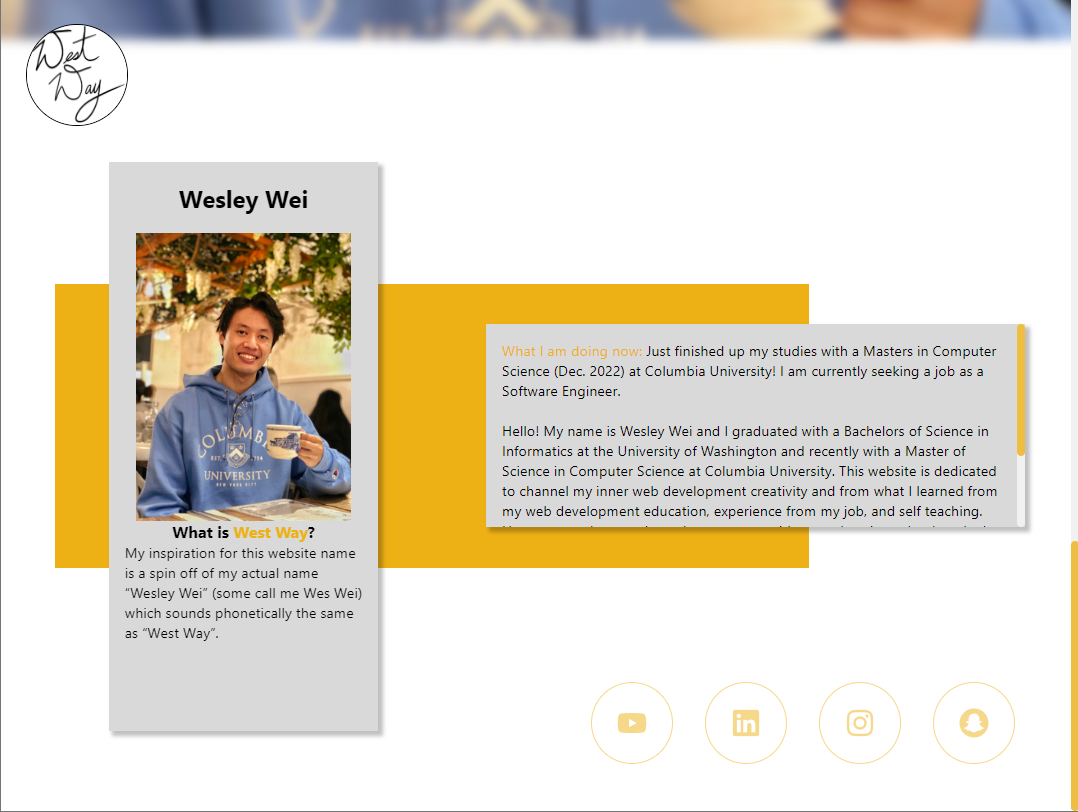 West
Way
Wesley Wei
COLUMBIA
UNIVERSITY
What is West Way?
My inspiration for this website name
is a spin off of my actual name
“Wesley Wei” (some call me Wes Wei)
which sounds phonetically the same
as “West Way”.
What I am doing now: Just finished up my studies with a Masters in Computer
Science (Dec. 2022) at Columbia University! I am currently seeking a job as a
Software Engineer.
Hello! My name is Wesley Wei and I graduated with a Bachelors of Science in
Informatics at the University of Washington and recently with a Master of
Science in Computer Science at Columbia University. This website is dedicated
to channel my inner web development creativity and from what I learned from
my web development education, experience from my job, and self teaching.
in